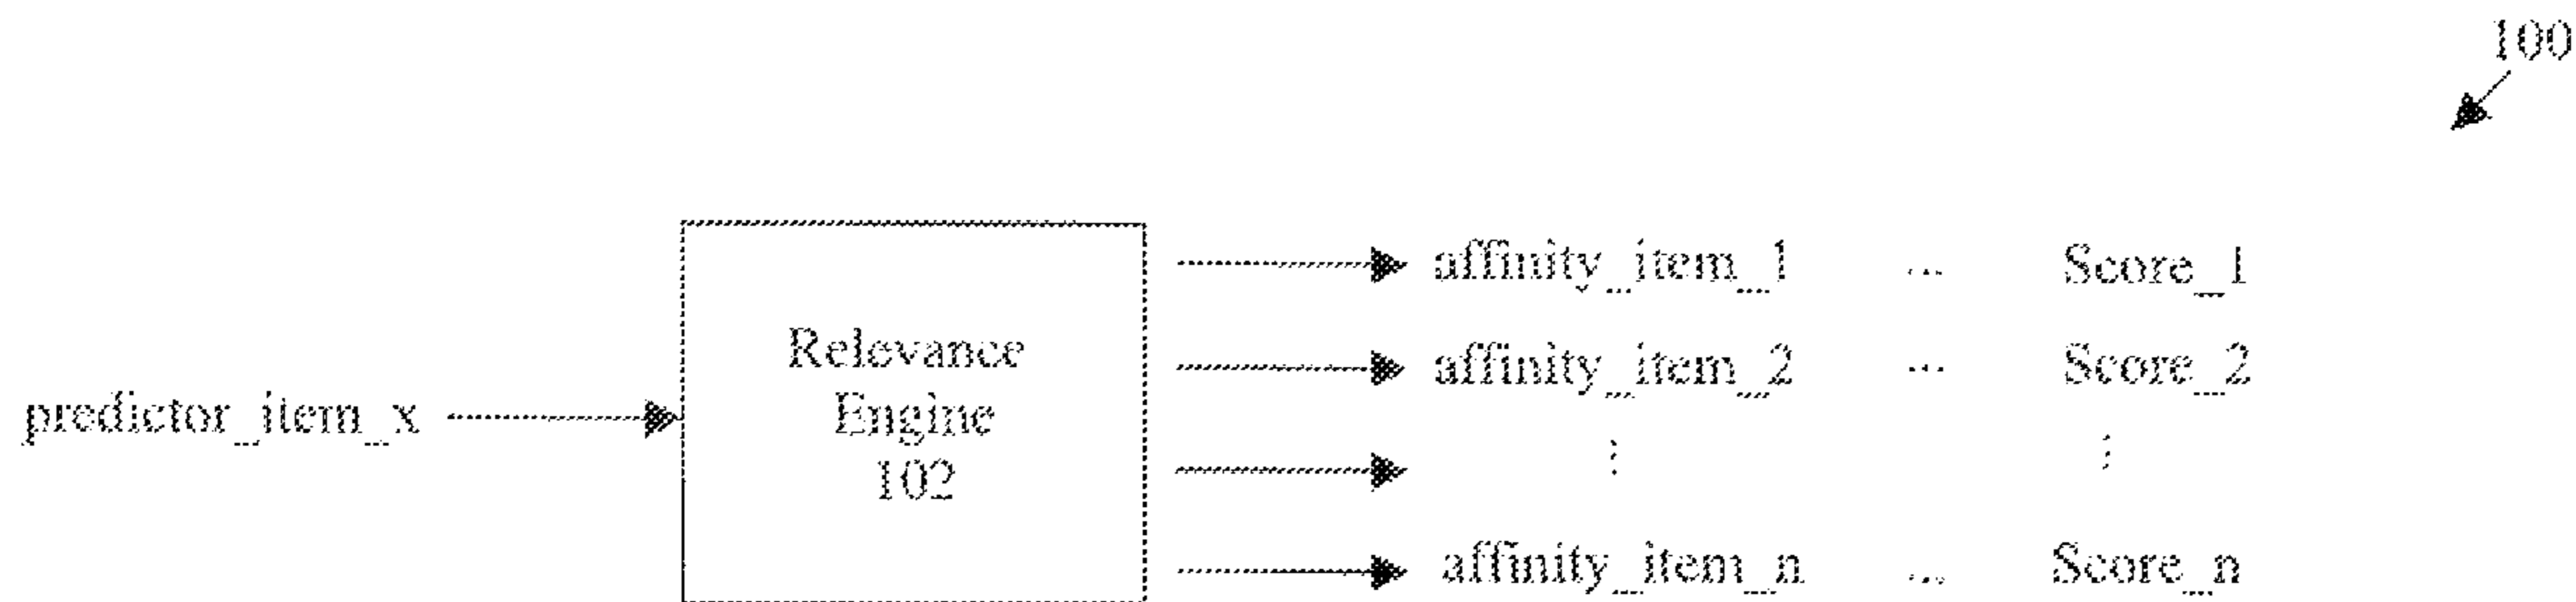 100
affinity_item_1 ... Score_1
Relevance
affinity_item_2 ... Score_2
predictor_item_x
Engine
102
affinity_item_n ... Score_n